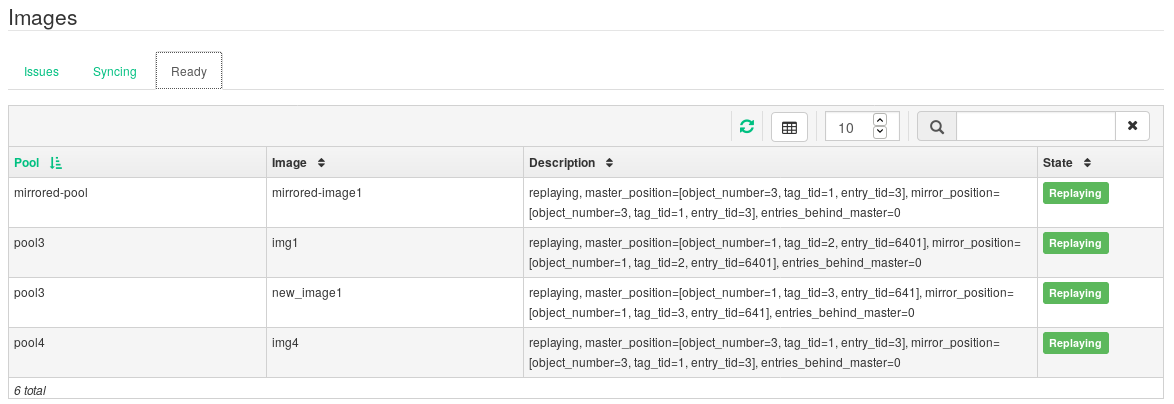 Images
Issues Syncing Ready
10
Pool Image Description State
mirrored-pool mirrored-image1 replaying, master_position=[object_number=3, tag_tid=1, entry_tid=3], mirror_position= Replaying
[object_number=3, tag_tid=1, entry_tid=3], entries_behind_master=0
pool3 img1 replaying, master_position=[object_number=1, tag_tid=2, entry_tid=6401], mirror_position= Replaying
[object_number=1, tag_tid=2, entry_tid=6401], entries_behind_master=0
pool3 new_image1 replaying, master_position=[object_number=1, tag_tid=3, entry_tid=641], mirror_position= Replaying
[object_number=1, tag_tid=3, entry_tid=641], entries_behind_master=0
pool4 img4 replaying, master_position=[object_number=3, tag_tid=1, entry_tid=3], mirror_position= Replaying
[object_number=3, tag_tid=1, entry_tid=3], entries_behind_master=0
6 total